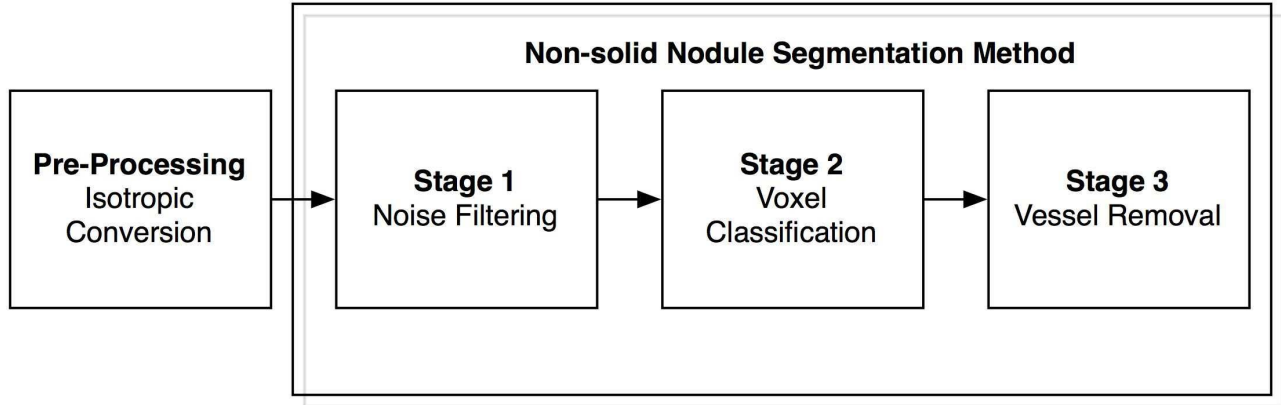 Non-solid Nodule Segmentation Method
Pre-Processing
Isotropic
Conversion
Stage 1
Noise Filtering
Stage 2
Voxel
Classification
Stage 3
Vessel Removal